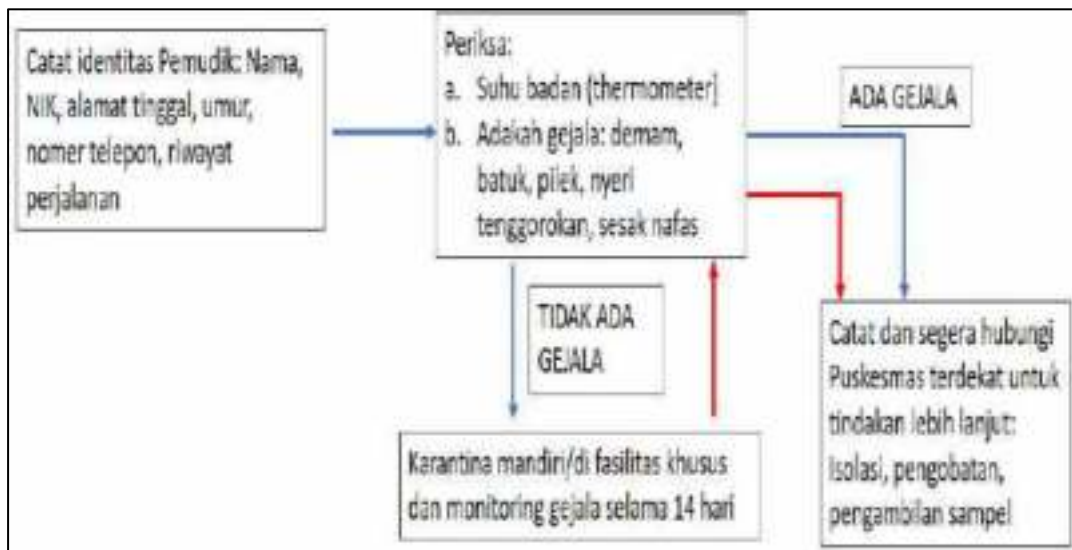 Catat identitas Pemudik: Nama,
NIK, alamat tinggal, umur,
nomer telepon, riwayat
perjalanan
Periksa:
a. Suhu badan (thermometer)
b. Adakah gejala: demam,
batuk, pilek, nyeri
tenggorokan, sesak nafas
ADA GEJALA
TIDAK ADA
GEJALA
Karantina mandiri/di fasilitas khusus
dan monitoring gejala selama 14 hari
Catat dan segera hubungi
Puskesmas terdekat untuk
tindakan lebih lanjut:
Isolasi, pengobatan,
pengambilan sampel